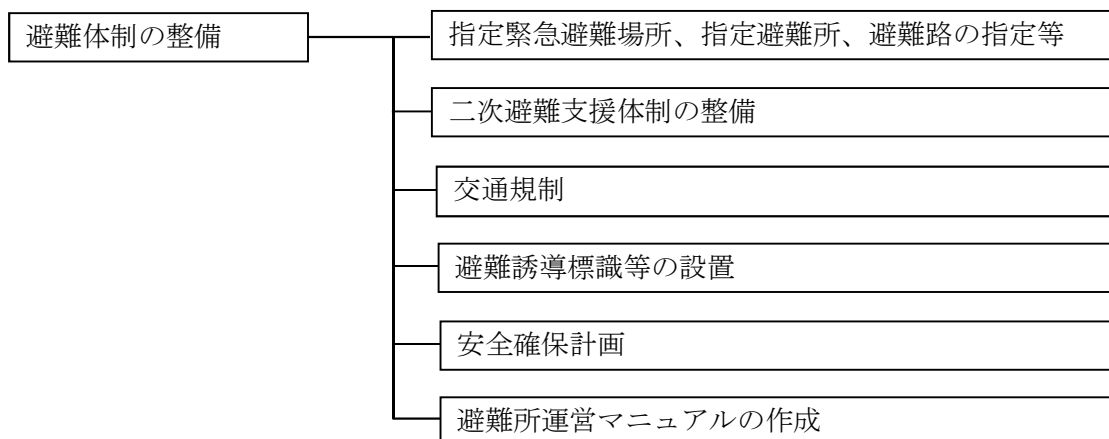 避難体制の整備
指定緊急避難場所、指定避難所、避難路の指定等
二次避難支援体制の整備
交通規制
避難誘導標識等の設置
安全確保計画
避難所運営マニュアルの作成